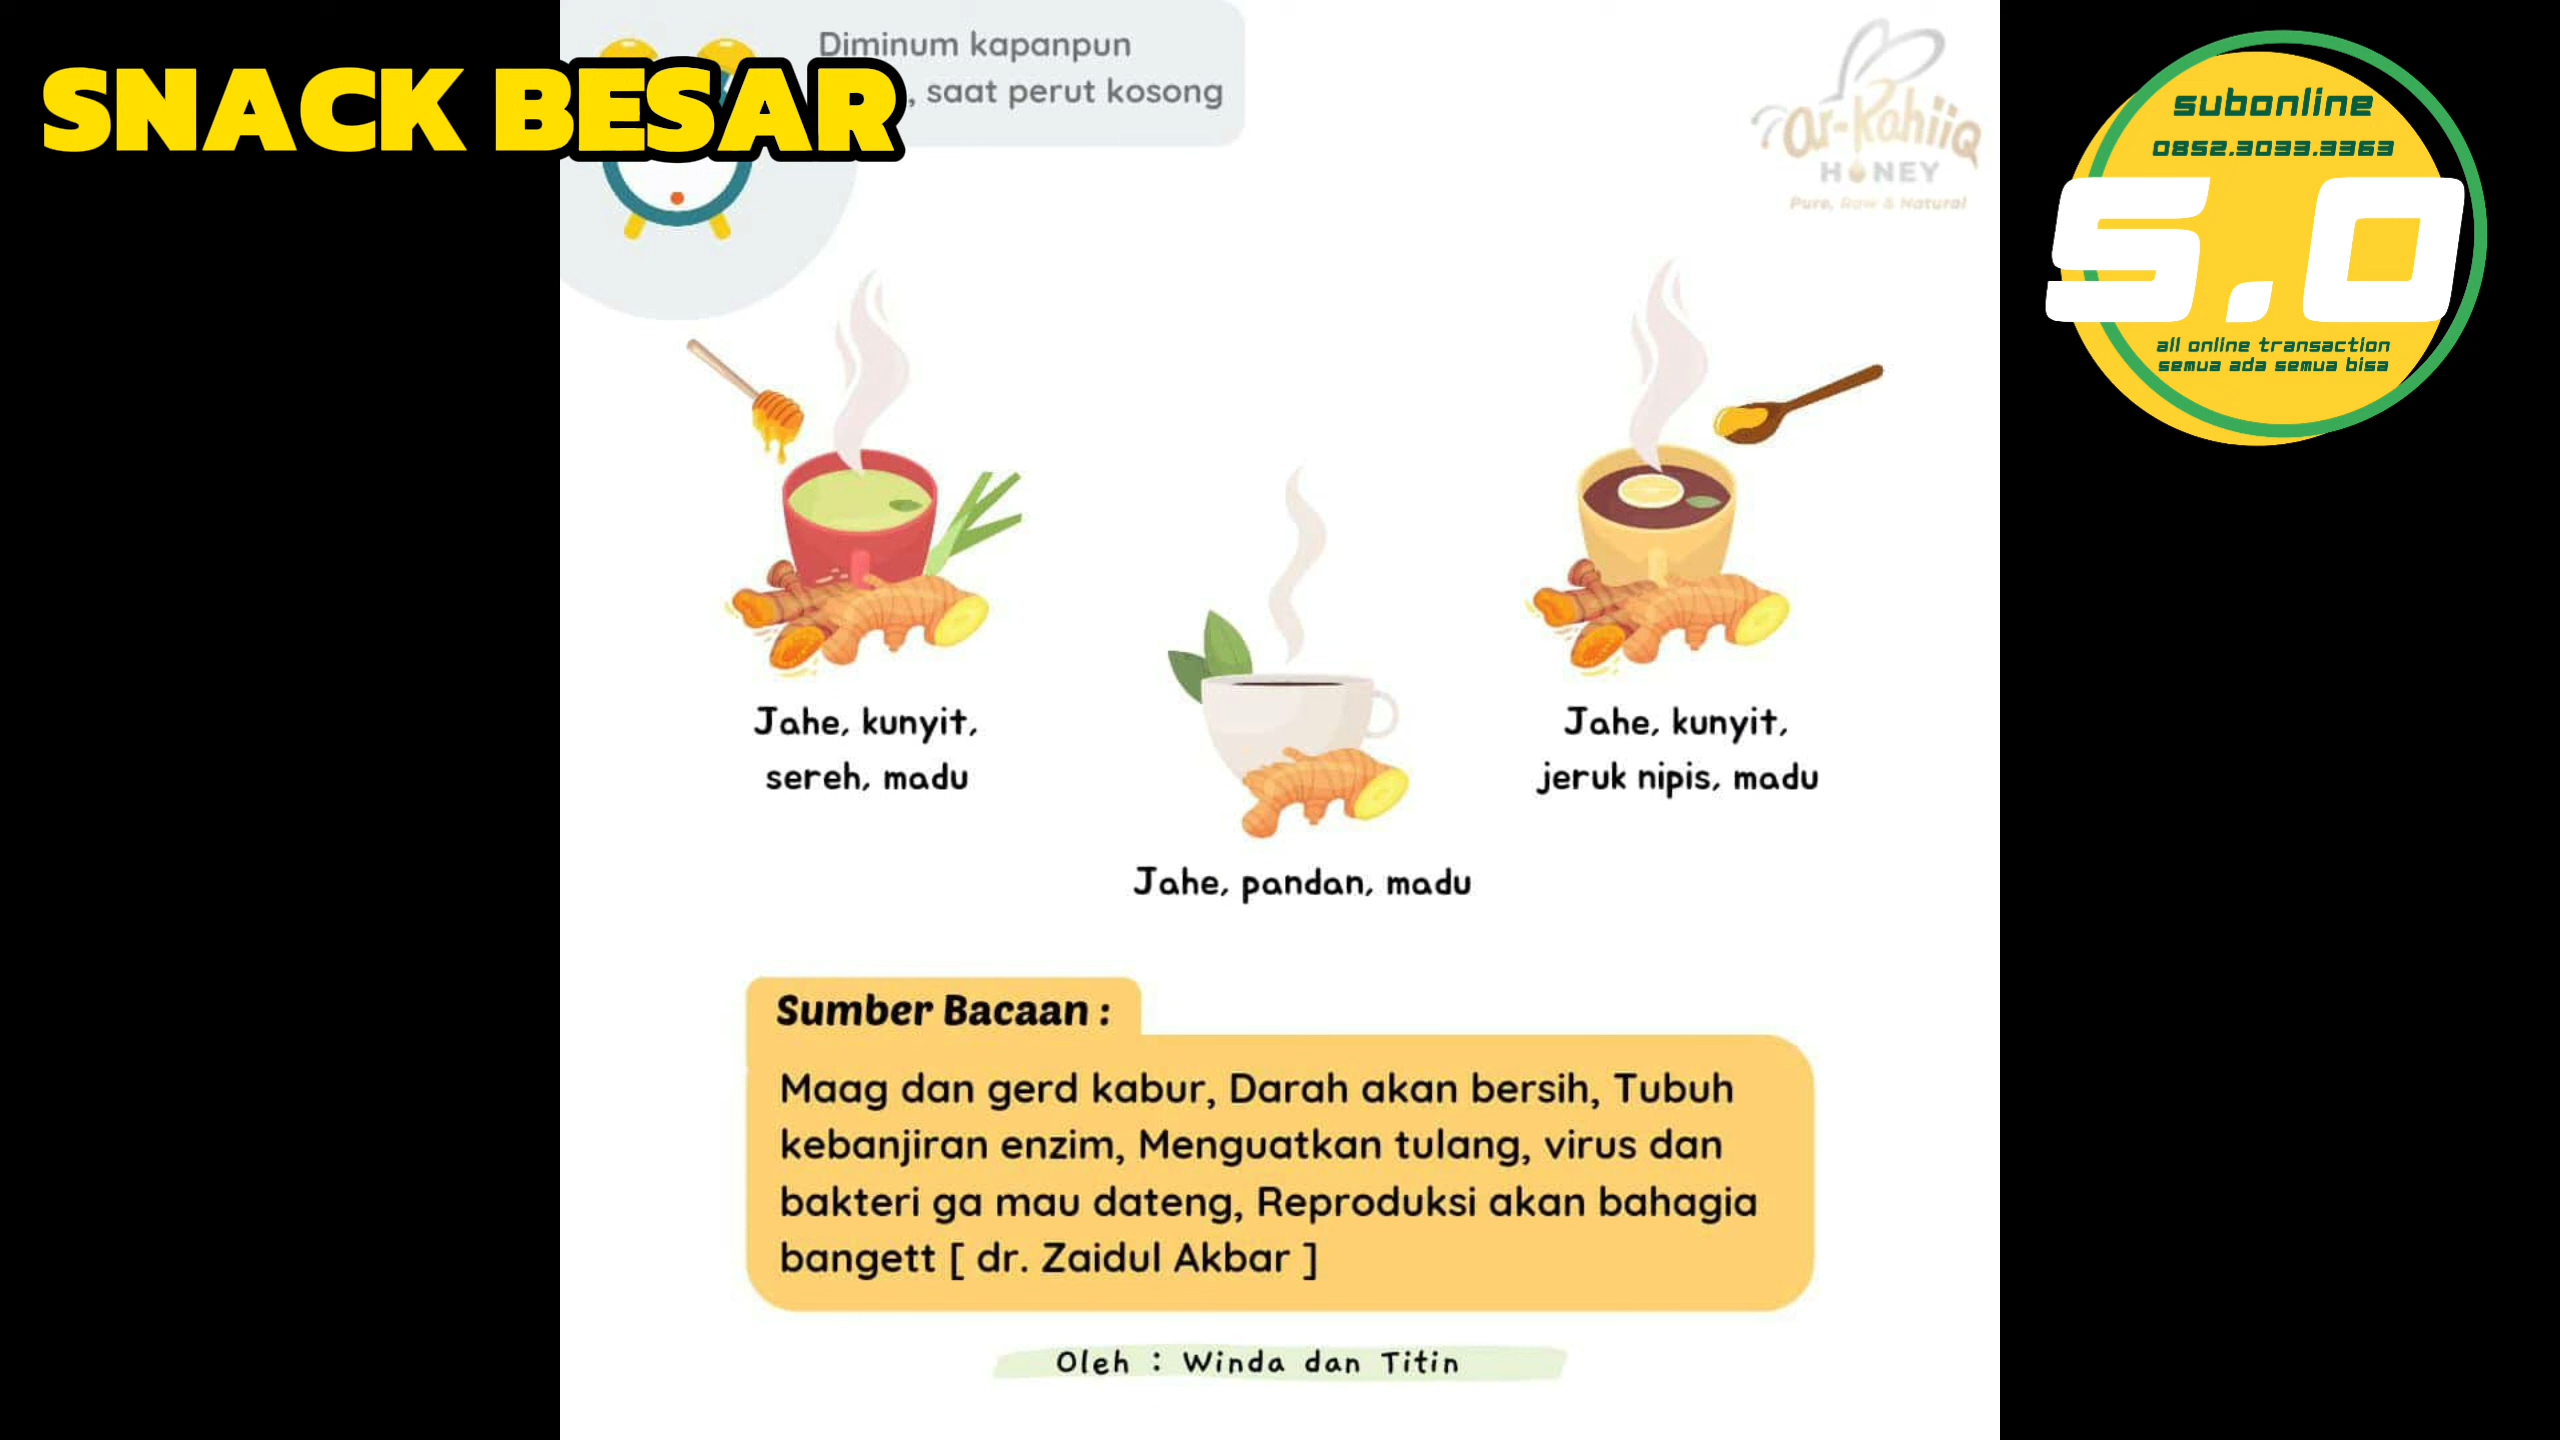 SNACK BESAR
Diminum kapanpun
, saat perut kosong
ar-Rahiiq
HONEY
Pure, Raw & Natural
subonline
0852.3033.3363
5.0
all online transaction
semua ada semua bisa
Jahe, kunyit,
sereh, madu
Jahe, kunyit,
jeruk nipis, madu
Jahe, pandan, madu
Sumber Bacaan :
Maag dan gerd kabur, Darah akan bersih, Tubuh
kebanjiran enzim, Menguatkan tulang, virus dan
bakteri ga mau dateng, Reproduksi akan bahagia
bangett [ dr. Zaidul Akbar ]
Oleh : Winda dan Titin